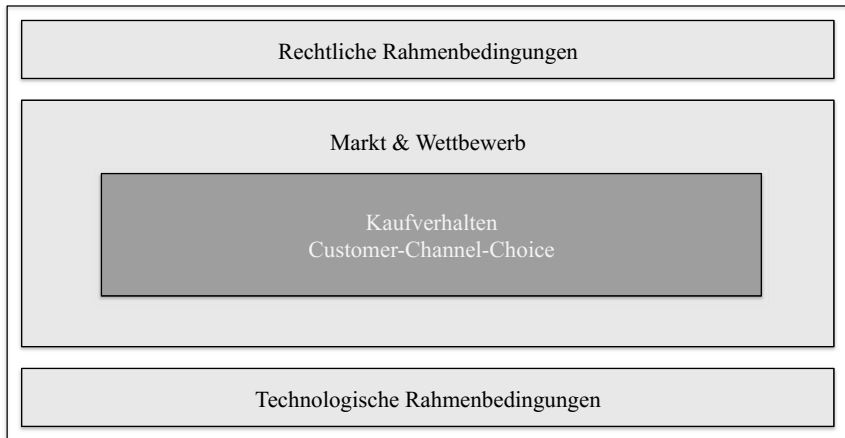 Rechtliche Rahmenbedingungen
Markt & Wettbewerb
Kaufverhalten
Customer-Channel-Choice
Technologische Rahmenbedingungen